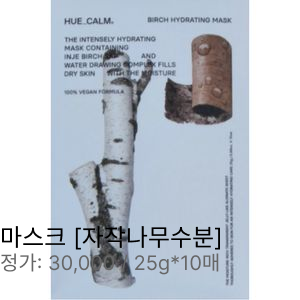 HUE_CALM® BIRCH HYDRATING MASK
THE INTENSELY HYDRATING
MASK CONTAINING
INJE BIRCH AND
WATER DRAWING COMPLEX FILLS
DRY SKIN WITH THE MOISTURE
100% VEGAN FORMULA
마스크 [자작나무수분]
정가: 30,0 25g*10매